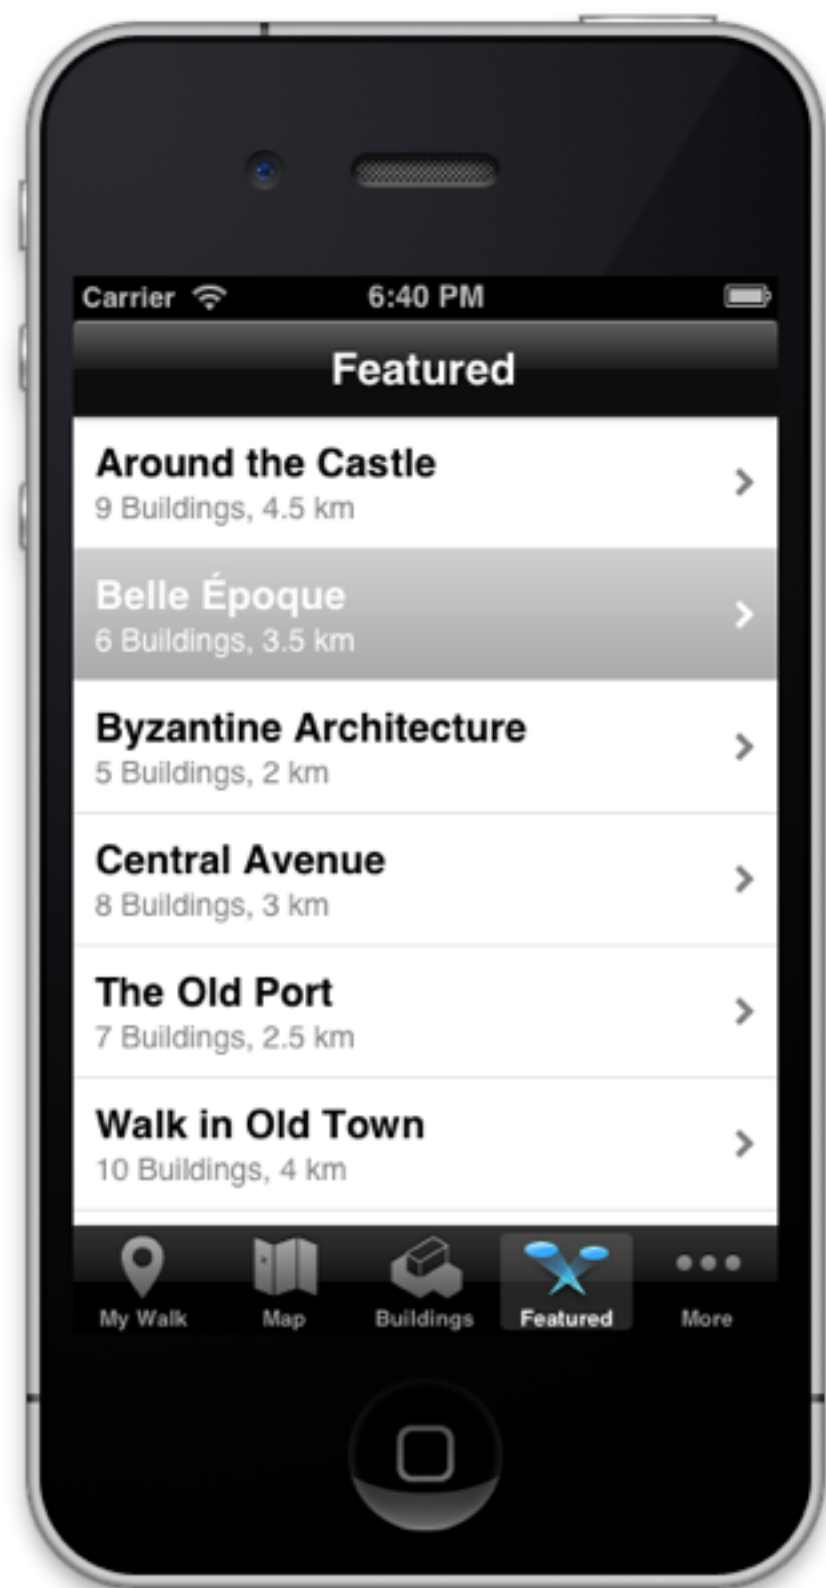 Carrier 6:40 PM
Featured
Around the Castle
9 Buildings, 4.5 km
Belle Époque
6 Buildings, 3.5 km
Byzantine Architecture
5 Buildings, 2 km
Central Avenue
8 Buildings, 3 km
The Old Port
7 Buildings, 2.5 km
Walk in Old Town
10 Buildings, 4 km
My Walk Map Buildings Featured More